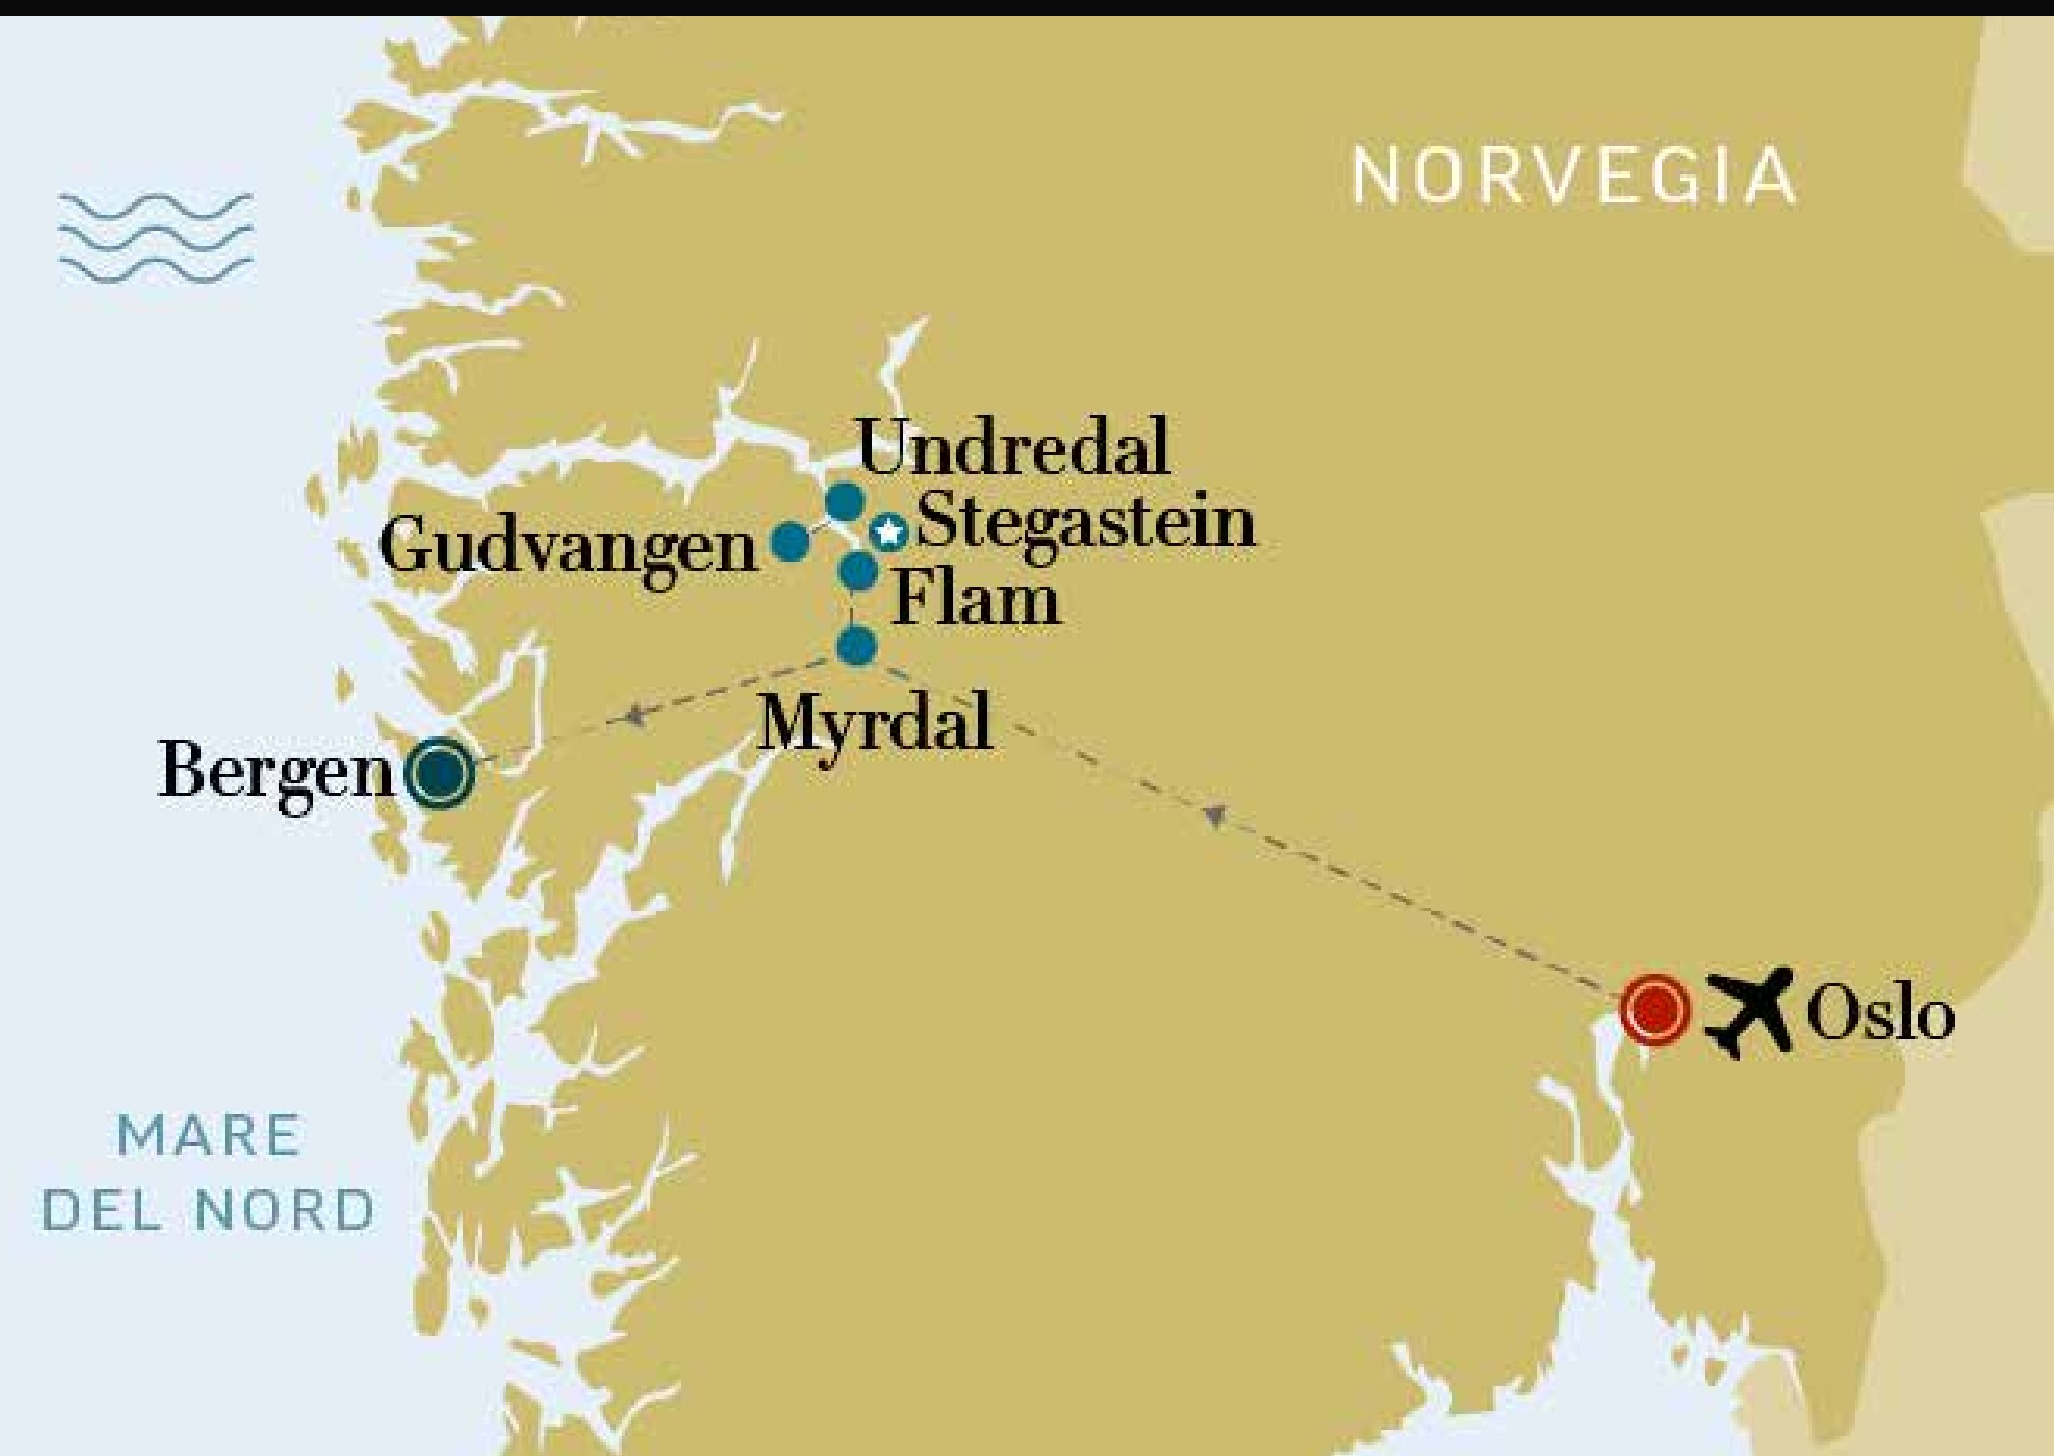 NORVEGIA
Undredal
Stegastein
Gudvangen
Flam
Myrdal
Bergen
Oslo
MARE
DEL NORD